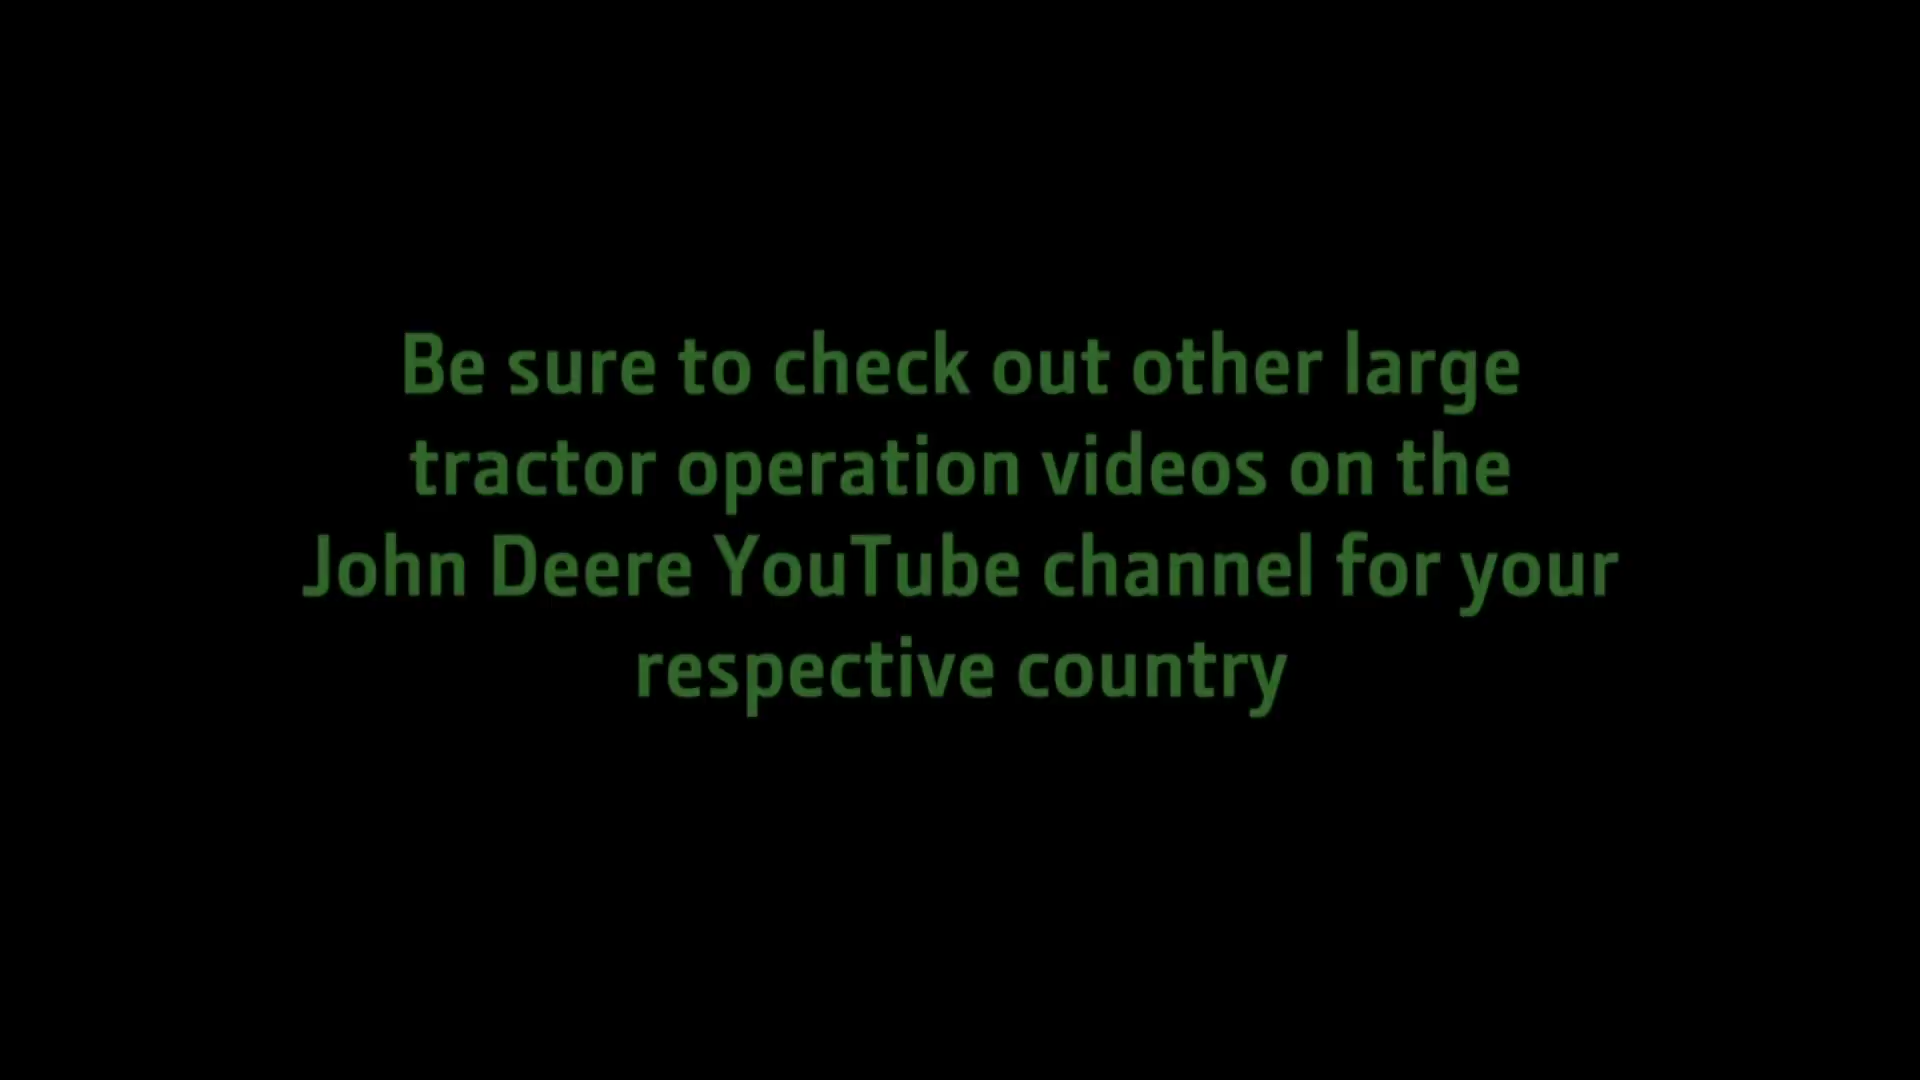 Be sure to check out other large
tractor operation videos on the
John Deere YouTube channel for your
respective country